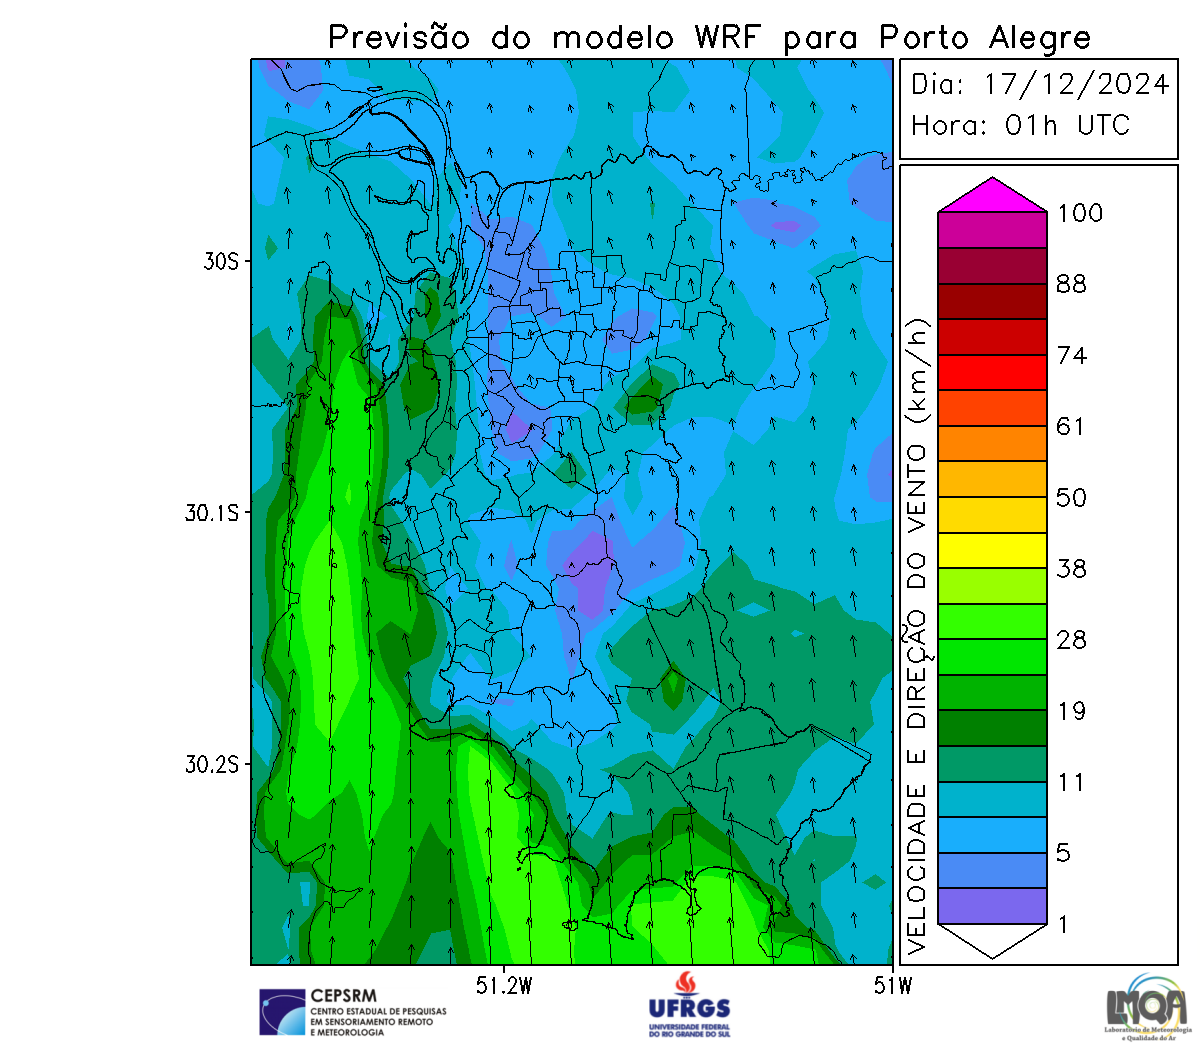 Previsão do modelo WRF para Porto Alegre
Dia: 17/12/2024
Hora: 01h UTC
VELOCIDADE E DIREÇÃO DO VENTO (km/h)
100
88
74
61
50
38
28
19
11
5
1
30S
30.1S
30.2S
51.2W
51W
CEPSRM
CENTRO ESTADUAL DE PESQUISAS
EM SENSORIAMENTO REMOTO
E METEOROLOGIA
UFRGS
UNIVERSIDADE FEDERAL
DO RIO GRANDE DO SUL
LMQA
Laboratório de Meteorologia
e Qualidade do Ar